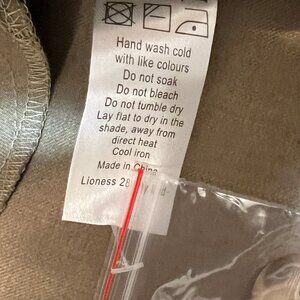 Hand wash cold
with like colours
Do not soak
Do not bleach
Do not tumble dry
Lay flat to dry in the
shade, away from
direct heat
Cool iron
Made in China
Lioness 28